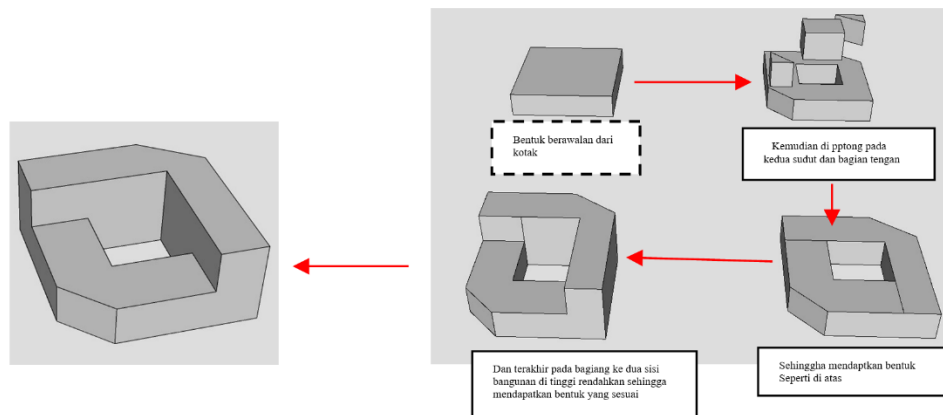 Bentuk berawalan dari
kotak
Kemudian di pptong pada
kedua sudut dan bagian tengan
Sehinggha mendaptkan bentuk
Seperti di atas
Dan terakhir pada bagiang ke dua sisi
bangunan di tinggi rendahkan sehingga
mendapatkan bentuk yang sesuai